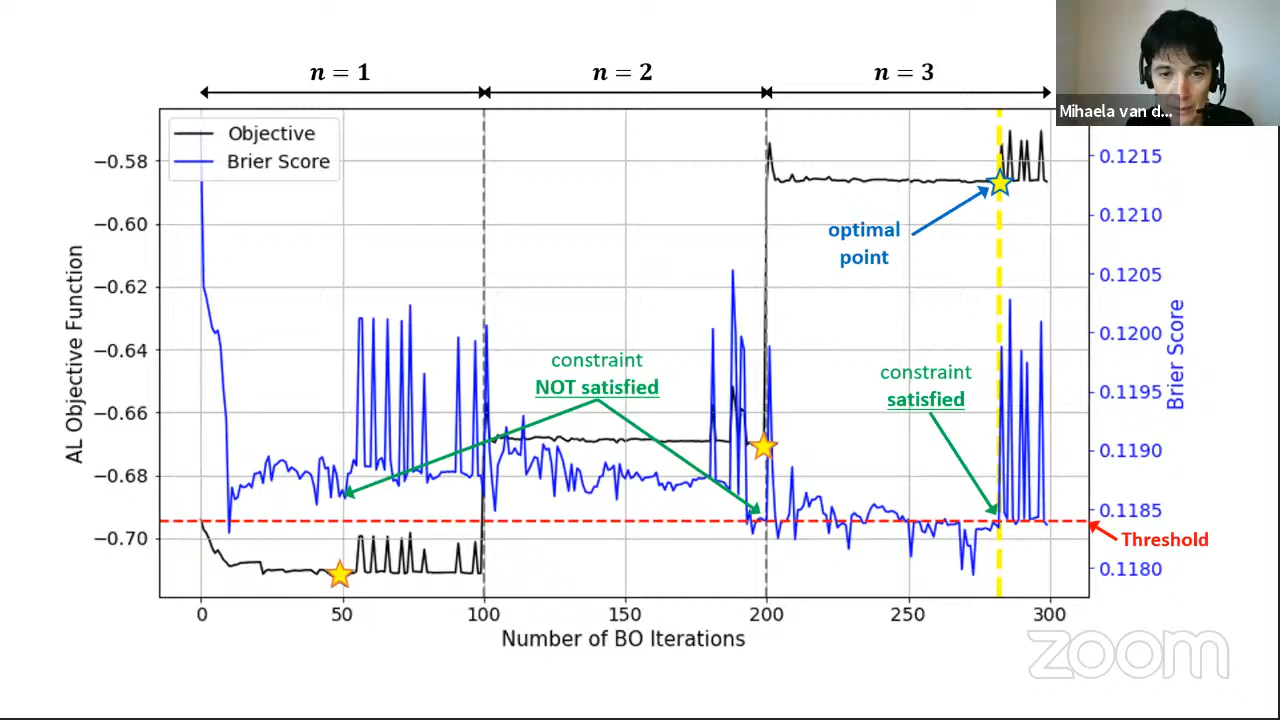 n = 1
n = 2
n = 3
Mihaela van d...
Objective
Brier Score
−0.58
−0.60
−0.62
−0.64
−0.66
−0.68
−0.70
AL Objective Function
0.1215
0.1210
0.1205
0.1200
0.1195
0.1190
0.1185
0.1180
Brier Score
optimal
point
constraint
NOT satisfied
constraint
satisfied
Threshold
0
50
100
150
200
250
300
Number of BO Iterations
zoom